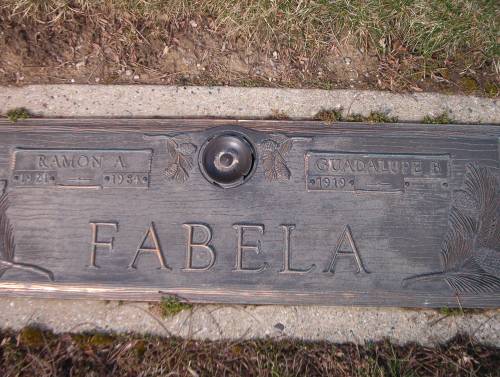 RAMON A.
1921 1984
GUADALUPE B.
1919
FABELA